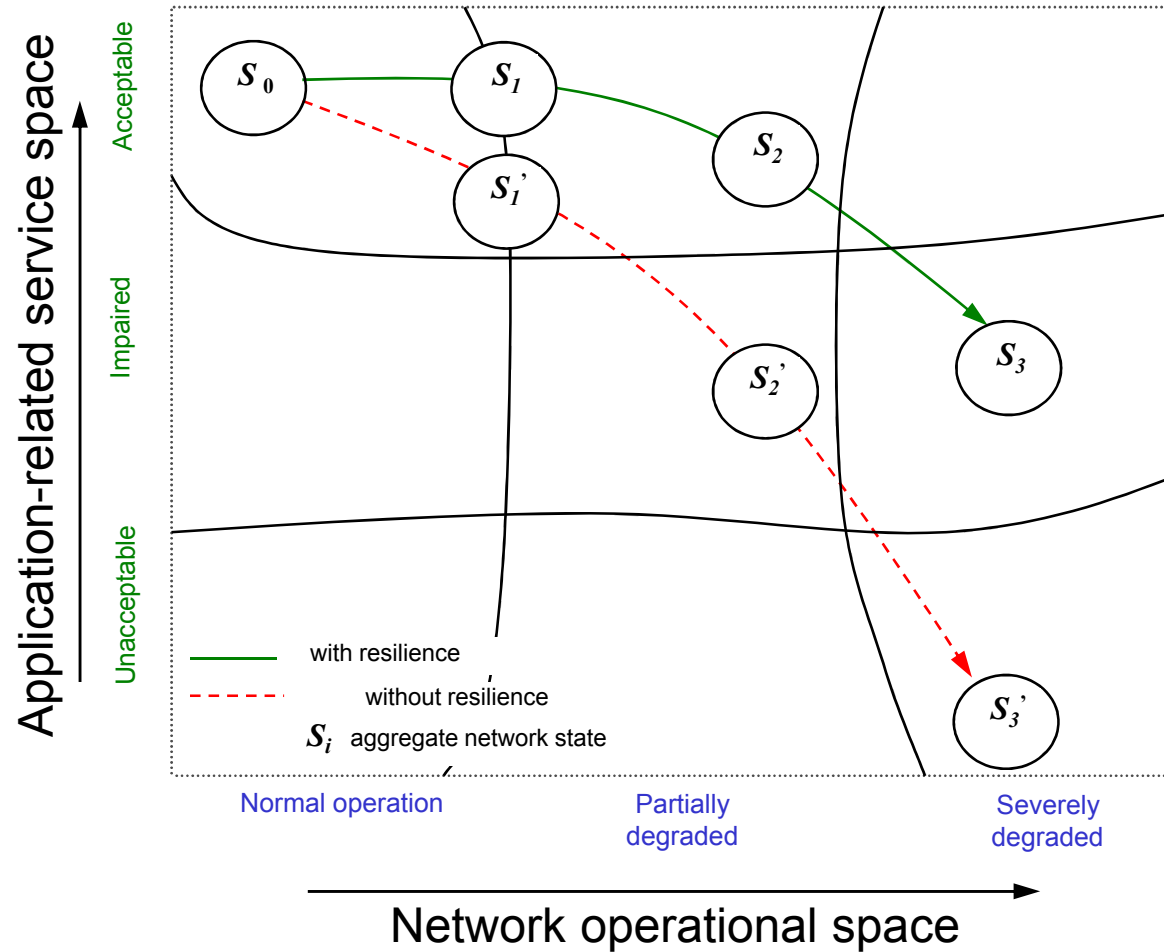 Application-related service space
Acceptable
Impaired
Unacceptable
S 0
S1
S2
S1’
S2’
S3
S3’
with resilience
without resilience
Si aggregate network state
Normal operation
Partially
degraded
Severely
degraded
Network operational space